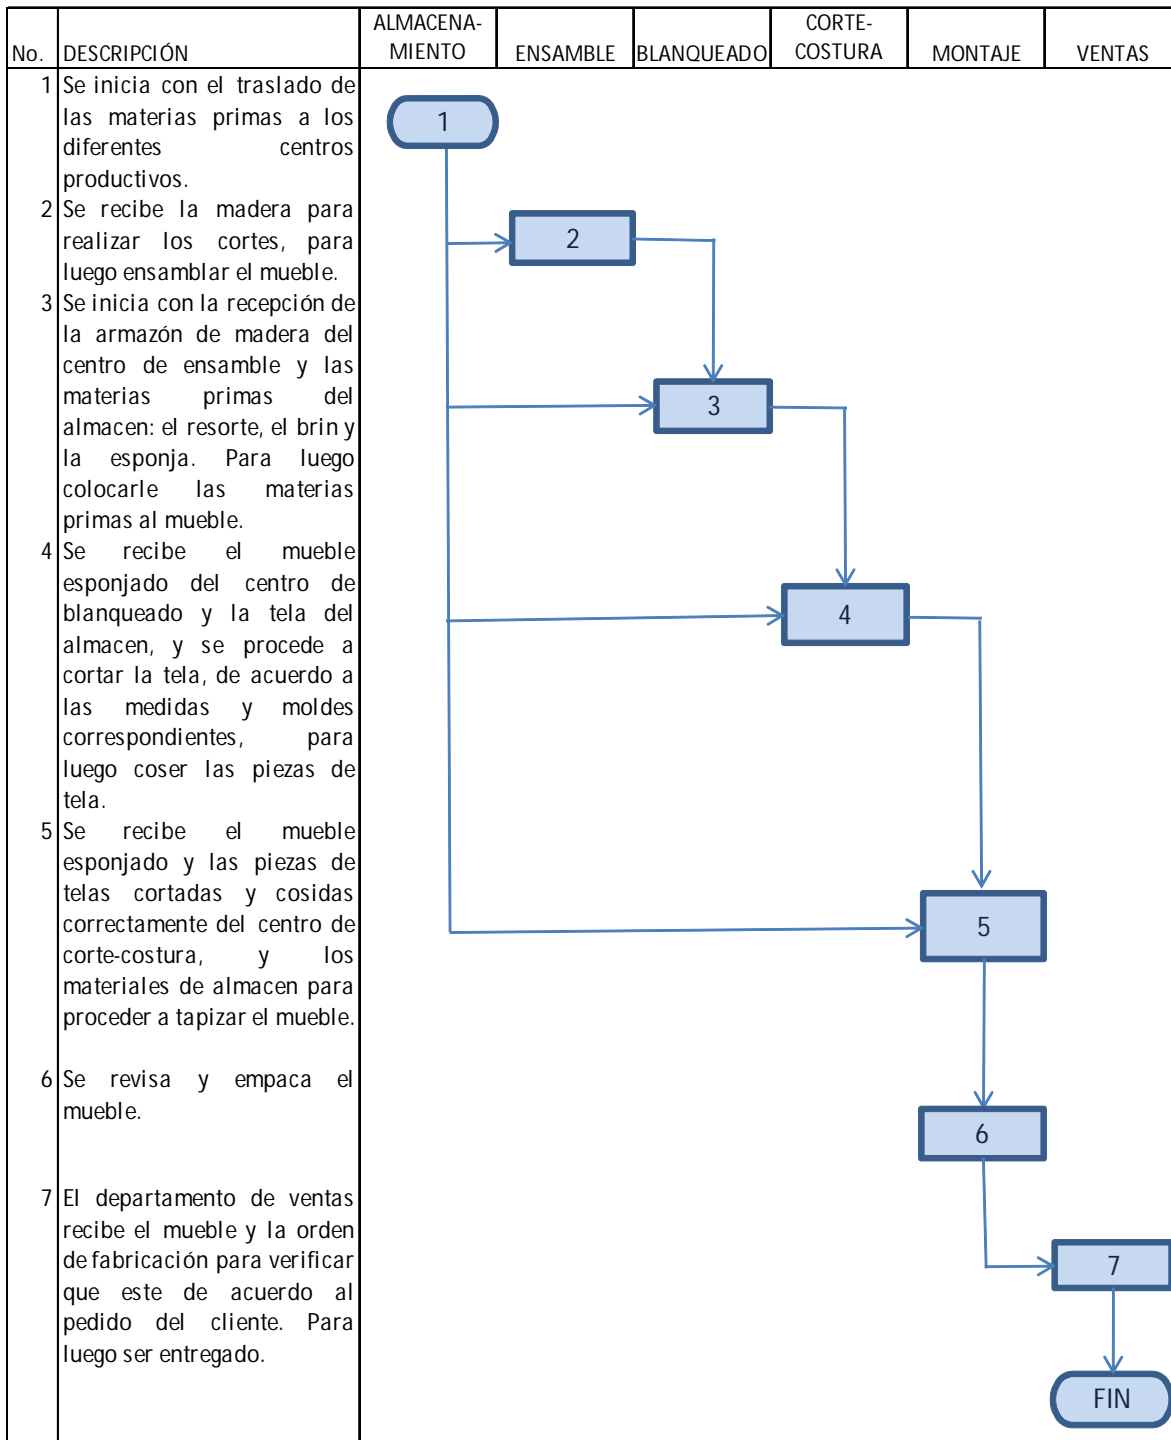 No. DESCRIPCIÓN ALMACENA-MIENTO ENSAMBLE BLANQUEADO CORTE-COSTURA MONTAJE VENTAS
1 Se inicia con el traslado de
las materias primas a los
diferentes centros
productivos.
2 Se recibe la madera para
realizar los cortes, para
luego ensamblar el mueble.
3 Se inicia con la recepción de
la armazón de madera del
centro de ensamble y las
materias primas del
almacen: el resorte, el brin y
la esponja. Para luego
colocarle las materias
primas al mueble.
4 Se recibe el mueble
esponjado del centro de
blanqueado y la tela del
almacen, y se procede a
cortar la tela, de acuerdo a
las medidas y moldes
correspondientes, para
luego coser las piezas de
tela.
5 Se recibe el mueble
esponjado y las piezas de
telas cortadas y cosidas
correctamente del centro de
corte-costura, y los
materiales de almacen para
proceder a tapizar el mueble.
6 Se revisa y empaca el
mueble.
7 El departamento de ventas
recibe el mueble y la orden
de fabricación para verificar
que este de acuerdo al
pedido del cliente. Para
luego ser entregado.
1
2
3
4
5
6
7
FIN